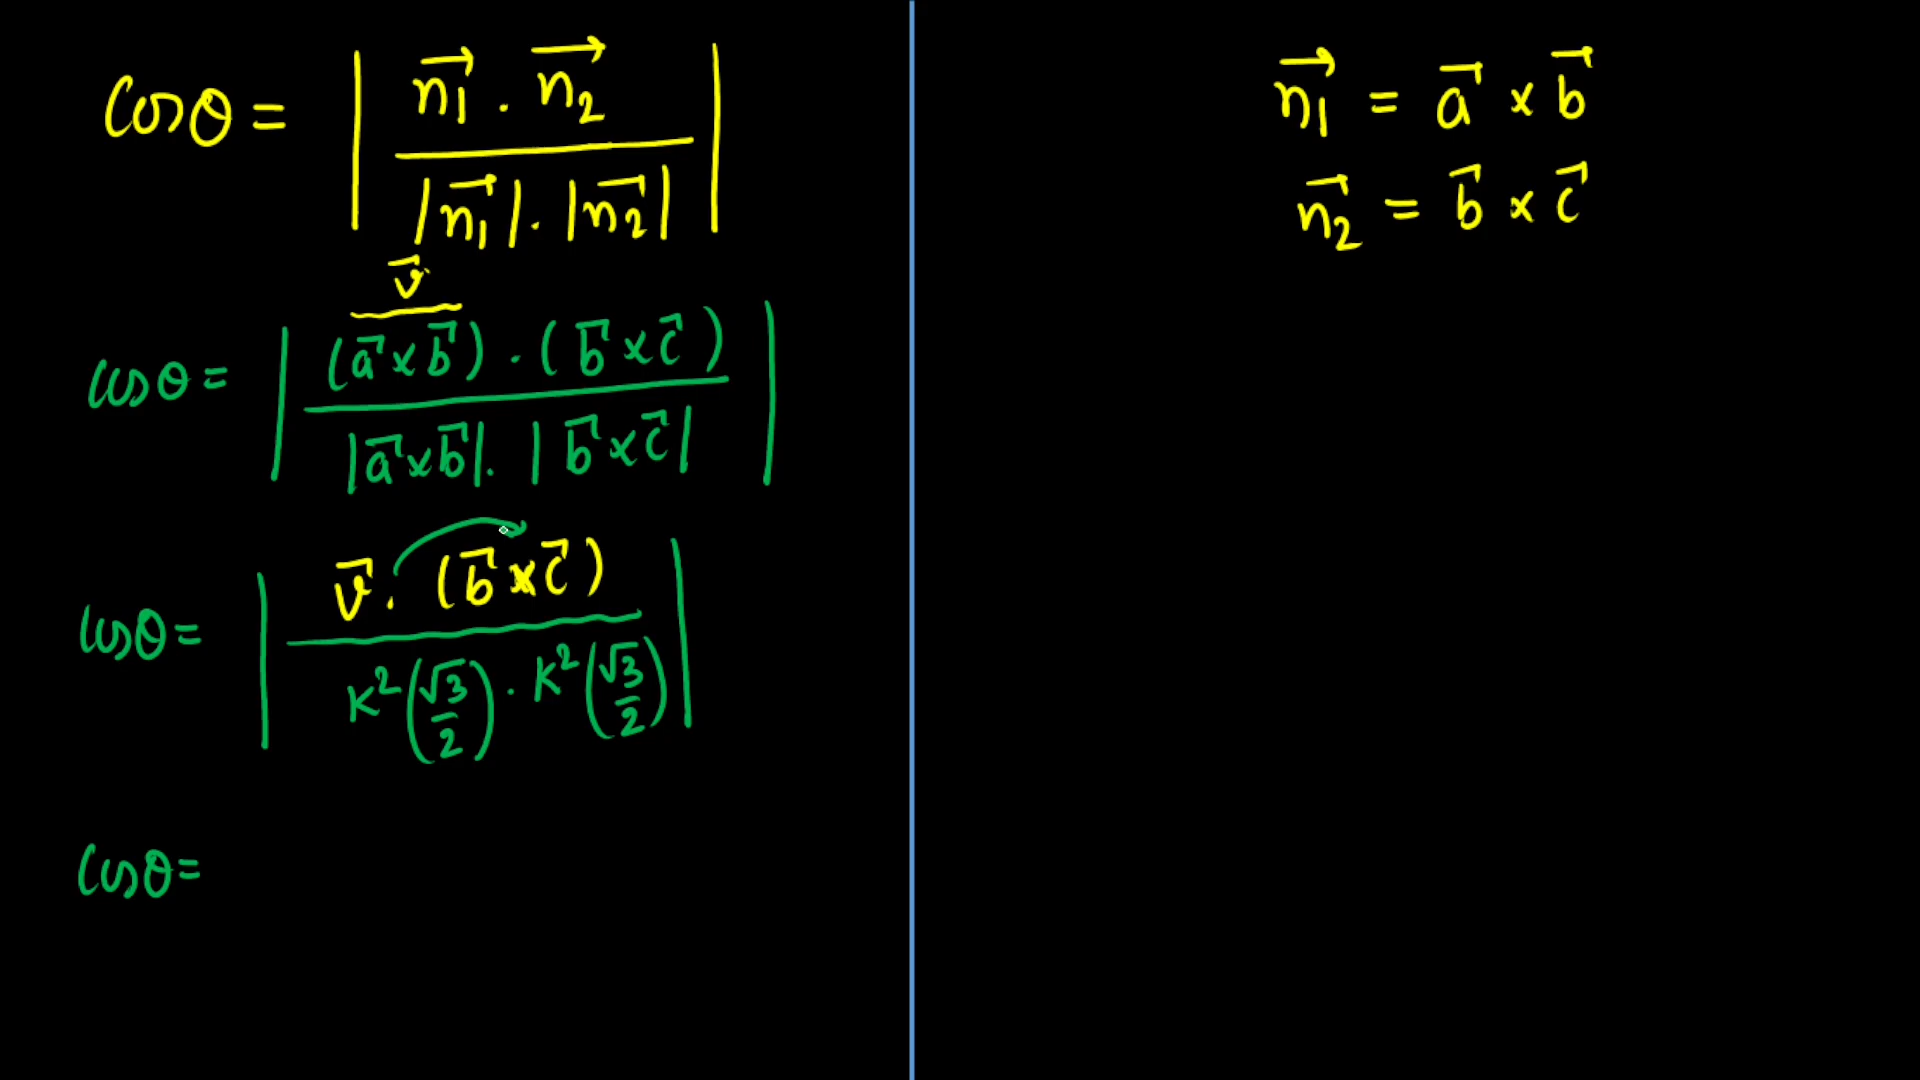 cosθ = | n₁⃗ . n₂⃗ / |n₁⃗| . |n₂⃗| |
v⃗
cosθ = | (a⃗ × b⃗) . (b⃗ × c⃗) / |a⃗ × b⃗| . |b⃗ × c⃗| |
cosθ = | v⃗ . (b⃗ × c⃗) / K² (√3/2) . K² (√3/2) |
cosθ =
n₁⃗ = a⃗ × b⃗
n₂⃗ = b⃗ × c⃗